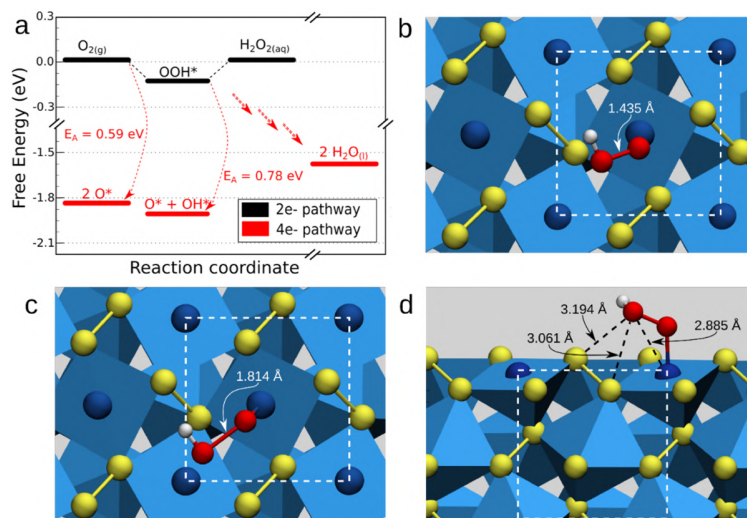 a
0.3
0.0
-0.3
-1.5
-1.8
-2.1
Free Energy (eV)
O2(g)
OOH*
H2O2(aq)
EA = 0.59 eV
EA = 0.78 eV
2 H2O(l)
2 O*
O* + OH*
2e- pathway
4e- pathway
Reaction coordinate
b
1.435 Å
c
1.814 Å
d
3.194 Å
3.061 Å
2.885 Å